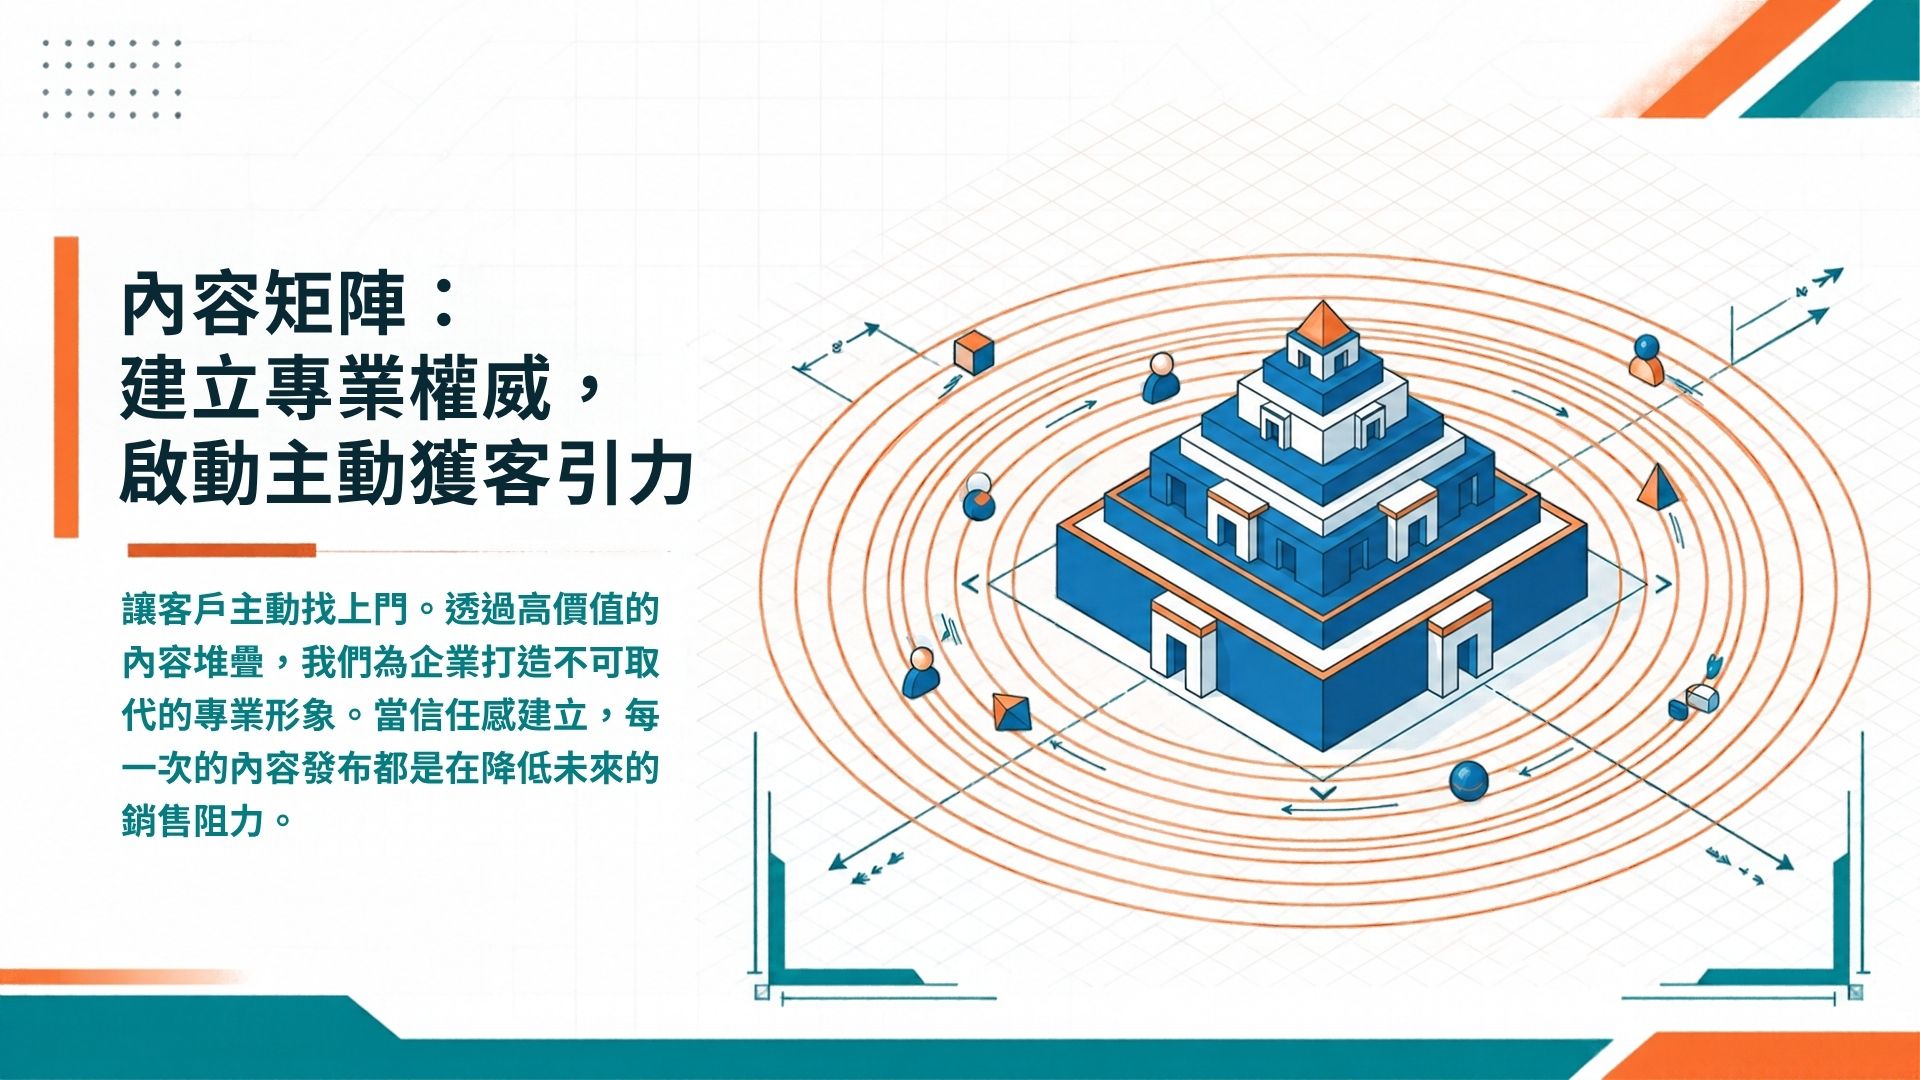 內容矩陣：
建立專業權威，
啟動主動獲客引力
讓客戶主動找上門。透過高價值的
內容堆疊，我們為企業打造不可取
代的專業形象。當信任感建立，每
一次的內容發布都是在降低未來的
銷售阻力。